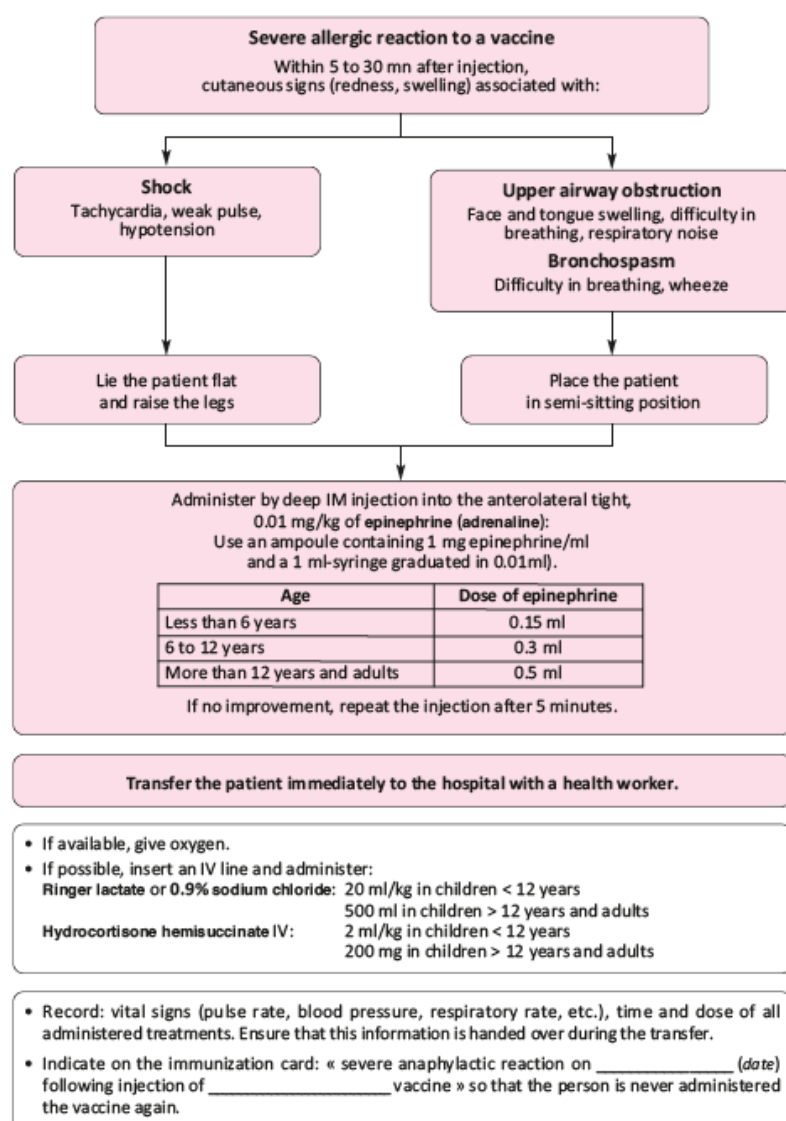 Severe allergic reaction to a vaccine
Within 5 to 30 mn after injection,
cutaneous signs (redness, swelling) associated with:
Shock
Tachycardia, weak pulse,
hypotension
Upper airway obstruction
Face and tongue swelling, difficulty in
breathing, respiratory noise
Bronchospasm
Difficulty in breathing, wheeze
Lie the patient flat
and raise the legs
Place the patient
in semi-sitting position
Administer by deep IM injection into the anterolateral tight,
0.01 mg/kg of epinephrine (adrenaline):
Use an ampoule containing 1 mg epinephrine/ml
and a 1 ml-syringe graduated in 0.01ml).
Age Dose of epinephrine
Less than 6 years 0.15 ml
6 to 12 years 0.3 ml
More than 12 years and adults 0.5 ml
If no improvement, repeat the injection after 5 minutes.
Transfer the patient immediately to the hospital with a health worker.
• If available, give oxygen.
• If possible, insert an IV line and administer:
Ringer lactate or 0.9% sodium chloride: 20 ml/kg in children < 12 years
500 ml in children > 12 years and adults
Hydrocortisone hemisuccinate IV: 2 ml/kg in children < 12 years
200 mg in children > 12 years and adults
• Record: vital signs (pulse rate, blood pressure, respiratory rate, etc.), time and dose of all
administered treatments. Ensure that this information is handed over during the transfer.
• Indicate on the immunization card: « severe anaphylactic reaction on ________________ (date)
following injection of _____________________ vaccine » so that the person is never administered
the vaccine again.